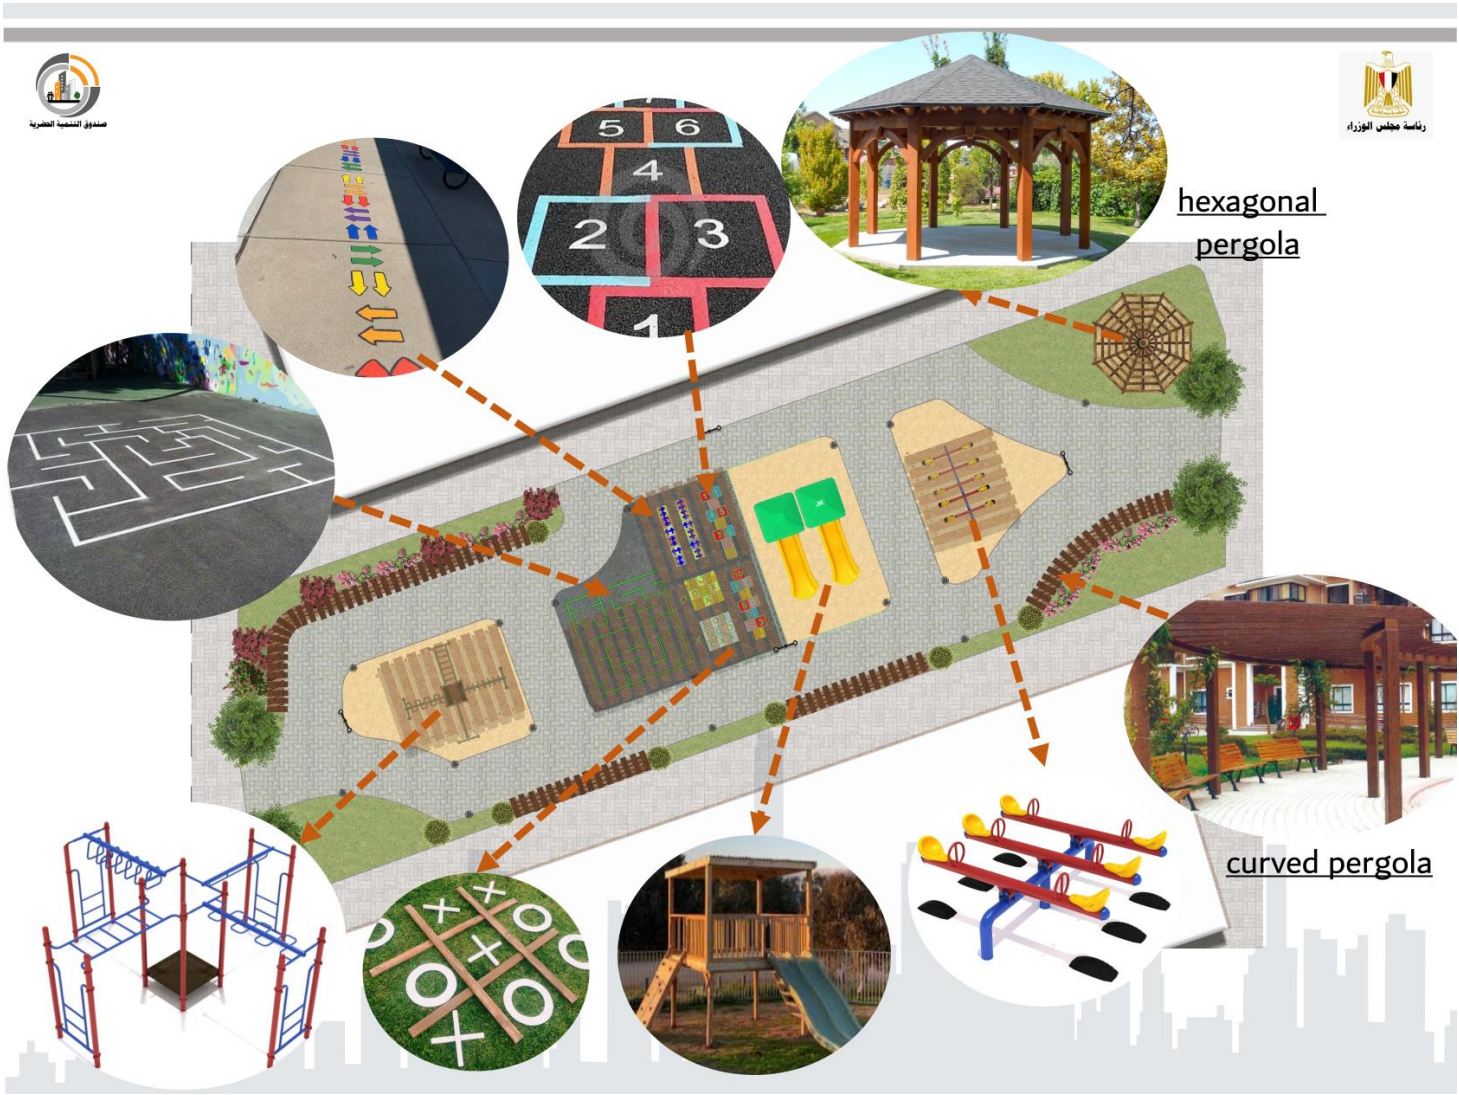 صندوق التنمية الحضرية
رئاسة مجلس الوزراء
5 6
4
2 3
1
hexagonal
pergola
curved pergola